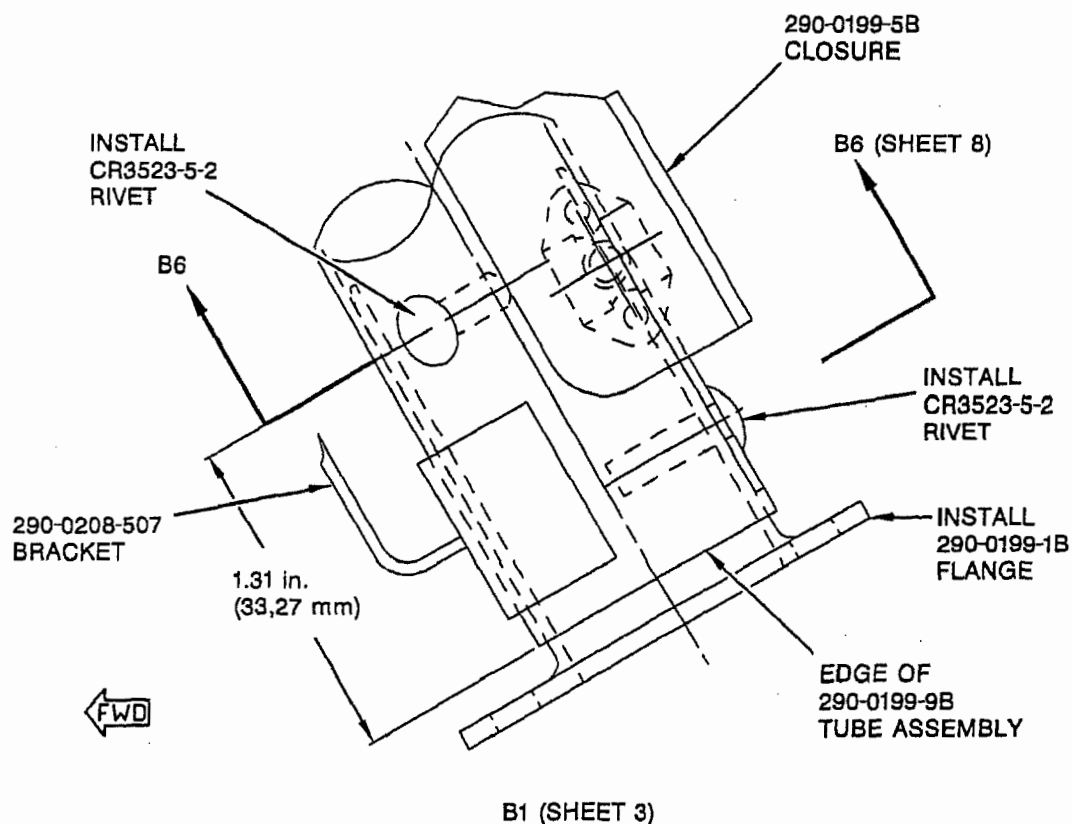 290-0199-5B
CLOSURE
INSTALL
CR3523-5-2
RIVET
B6 (SHEET 8)
B6
INSTALL
CR3523-5-2
RIVET
290-0208-507
BRACKET
INSTALL
290-0199-1B
FLANGE
1.31 in.
(33,27 mm)
EDGE OF
290-0199-9B
TUBE ASSEMBLY
FWD
B1 (SHEET 3)